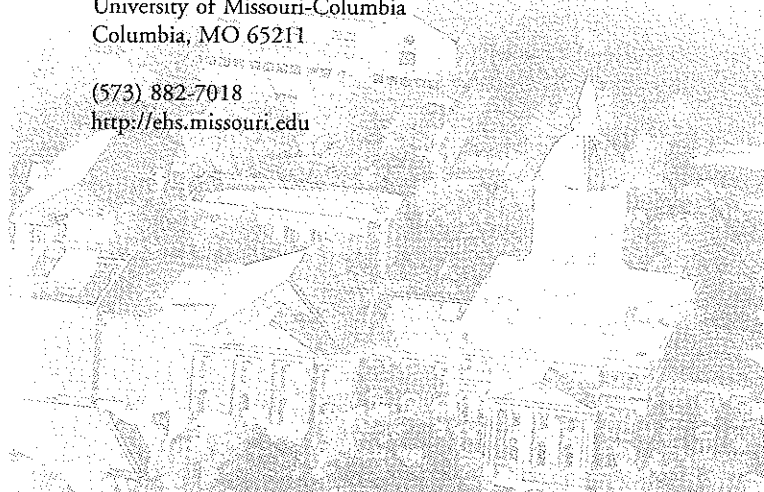 University of Missouri-Columbia
Columbia, MO 65211
(573) 882-7018
http://ehs.missouri.edu